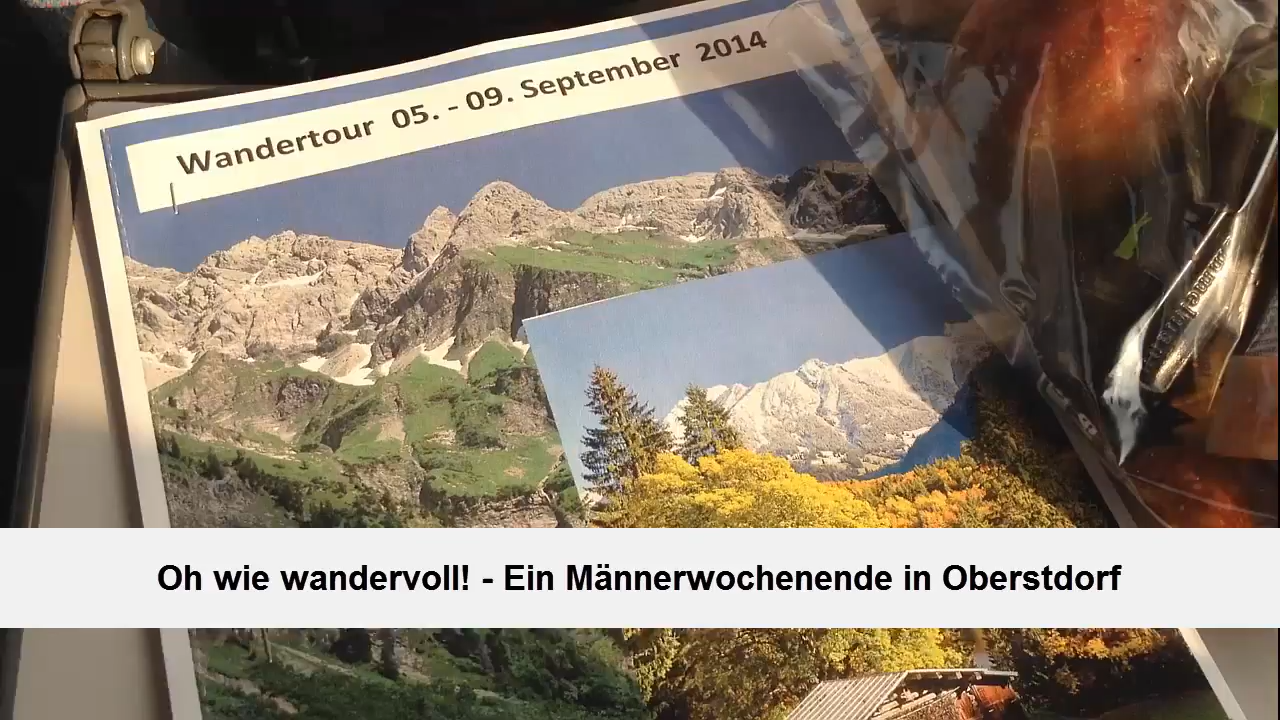 Wandertour 05. - 09. September 2014
Oh wie wandervoll! - Ein Männerwochenende in Oberstdorf